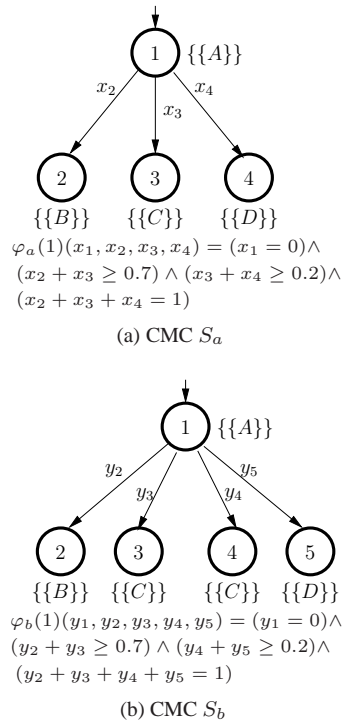 1 {{A}}
x₂ x₃ x₄
2 3 4
{{B}} {{C}} {{D}}
φₐ(1)(x₁, x₂, x₃, x₄) = (x₁ = 0)∧
(x₂ + x₃ ≥ 0.7) ∧ (x₃ + x₄ ≥ 0.2)∧
(x₂ + x₃ + x₄ = 1)
(a) CMC Sₐ
1 {{A}}
y₂ y₃ y₄ y₅
2 3 4 5
{{B}} {{C}} {{C}} {{D}}
φ_b(1)(y₁, y₂, y₃, y₄, y₅) = (y₁ = 0)∧
(y₂ + y₃ ≥ 0.7) ∧ (y₄ + y₅ ≥ 0.2)∧
(y₂ + y₃ + y₄ + y₅ = 1)
(b) CMC S_b